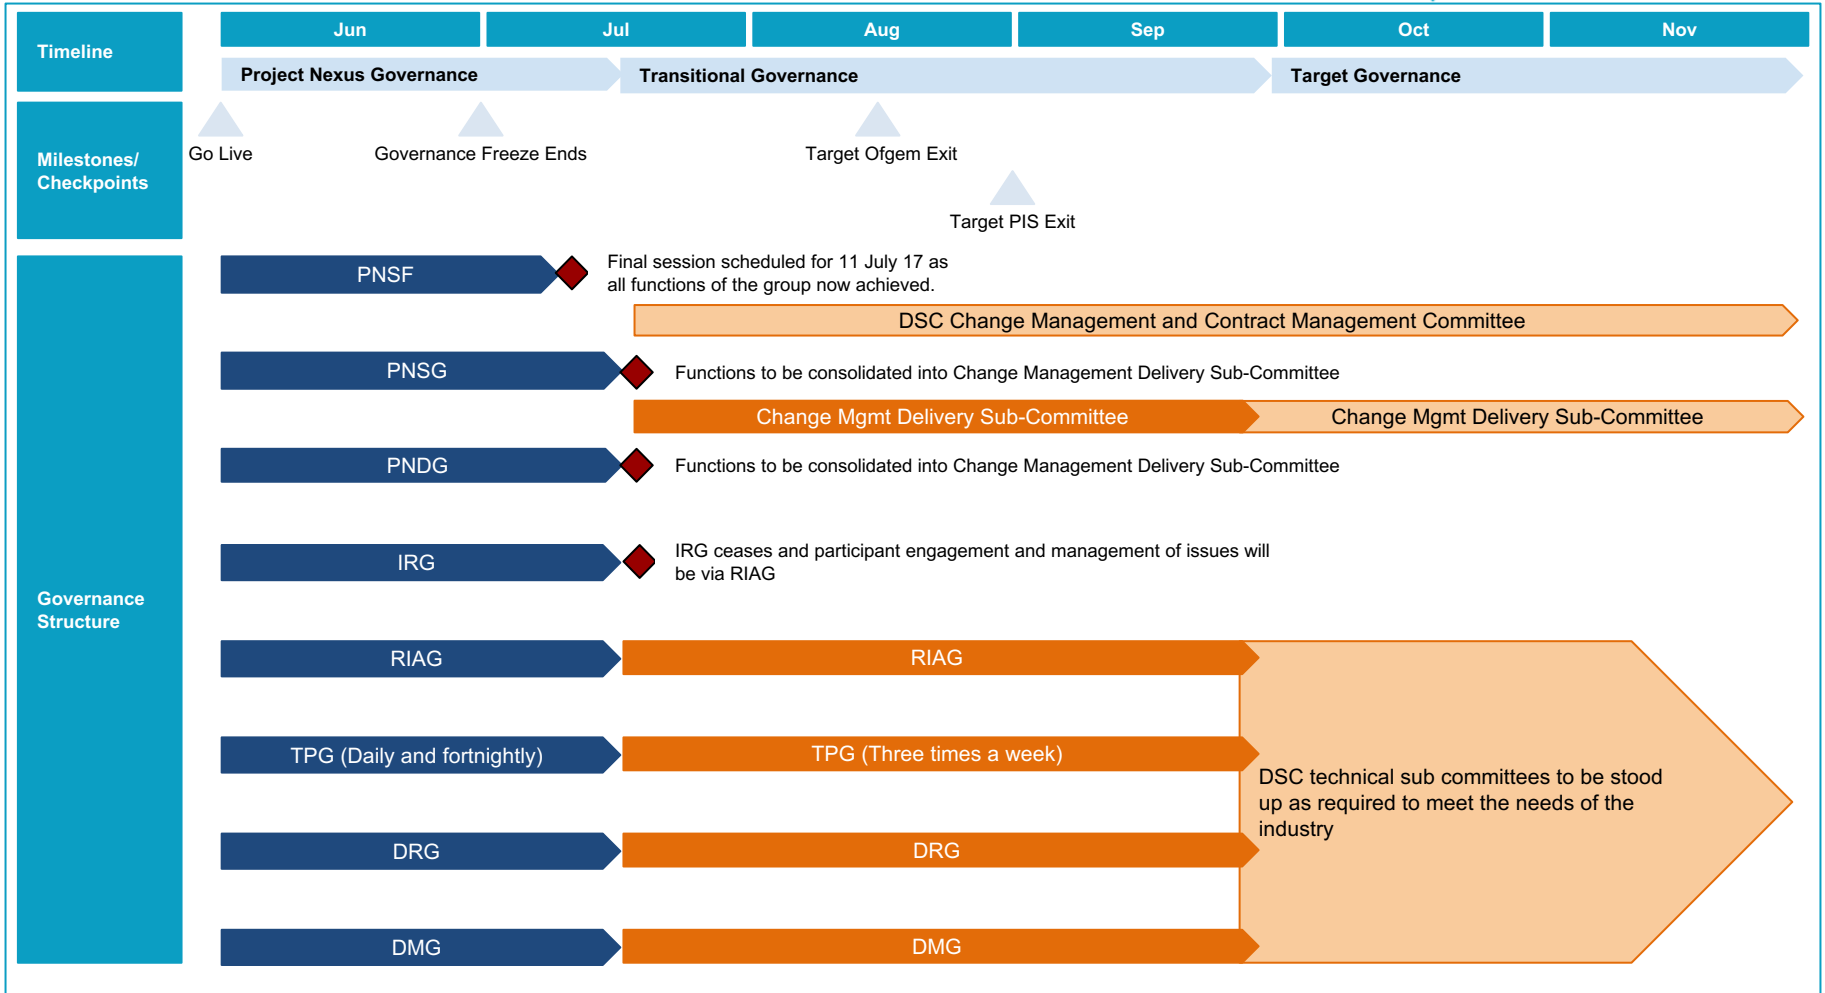 Timeline
Jun
Jul
Aug
Sep
Oct
Nov
Project Nexus Governance
Transitional Governance
Target Governance
Milestones/
Checkpoints
Go Live
Governance Freeze Ends
Target Ofgem Exit
Target PIS Exit
Governance
Structure
PNSF
Final session scheduled for 11 July 17 as
all functions of the group now achieved.
DSC Change Management and Contract Management Committee
PNSG
Functions to be consolidated into Change Management Delivery Sub-Committee
Change Mgmt Delivery Sub-Committee
Change Mgmt Delivery Sub-Committee
PNDG
Functions to be consolidated into Change Management Delivery Sub-Committee
IRG
IRG ceases and participant engagement and management of issues will
be via RIAG
RIAG
RIAG
TPG (Daily and fortnightly)
TPG (Three times a week)
DSC technical sub committees to be stood
up as required to meet the needs of the
industry
DRG
DRG
DMG
DMG